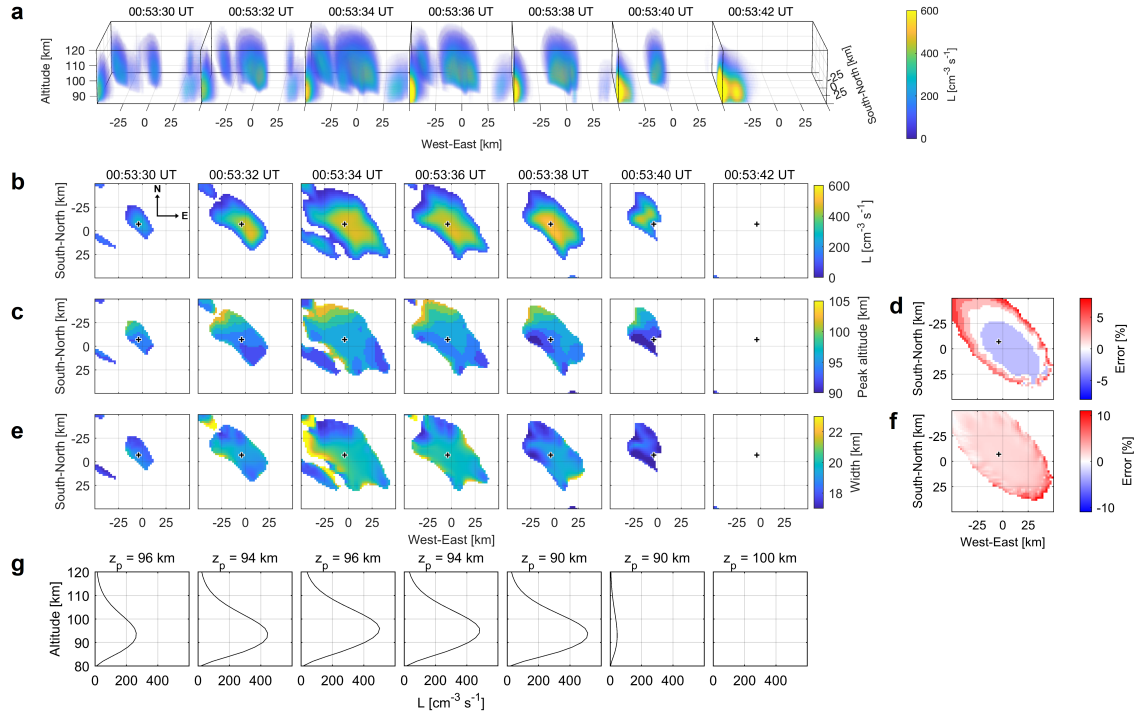 a
00:53:30 UT 00:53:32 UT 00:53:34 UT 00:53:36 UT 00:53:38 UT 00:53:40 UT 00:53:42 UT
Altitude [km]
120
110
100
90
-25 0 25 -25 0 25 -25 0 25 -25 0 25 -25 0 25 -25 0 25 -25 0 25
West-East [km]
-25
0
25
South-North [km]
600
400
200
0
L [cm-3 s-1]
b
00:53:30 UT 00:53:32 UT 00:53:34 UT 00:53:36 UT 00:53:38 UT 00:53:40 UT 00:53:42 UT
South-North [km]
-25
0
25
N
E
600
400
200
0
L [cm-3 s-1]
c
South-North [km]
-25
0
25
105
100
95
90
Peak altitude [km]
d
South-North [km]
-25
0
25
5
0
-5
Error [%]
e
South-North [km]
-25
0
25
-25 0 25 -25 0 25 -25 0 25 -25 0 25 -25 0 25 -25 0 25 -25 0 25
West-East [km]
22
20
18
Width [km]
f
South-North [km]
-25
0
25
-25 0 25
West-East [km]
10
0
-10
Error [%]
g
zp = 96 km zp = 94 km zp = 96 km zp = 94 km zp = 90 km zp = 90 km zp = 100 km
Altitude [km]
120
100
80
0 200 400 0 200 400 0 200 400 0 200 400 0 200 400 0 200 400 0 200 400
L [cm-3 s-1]